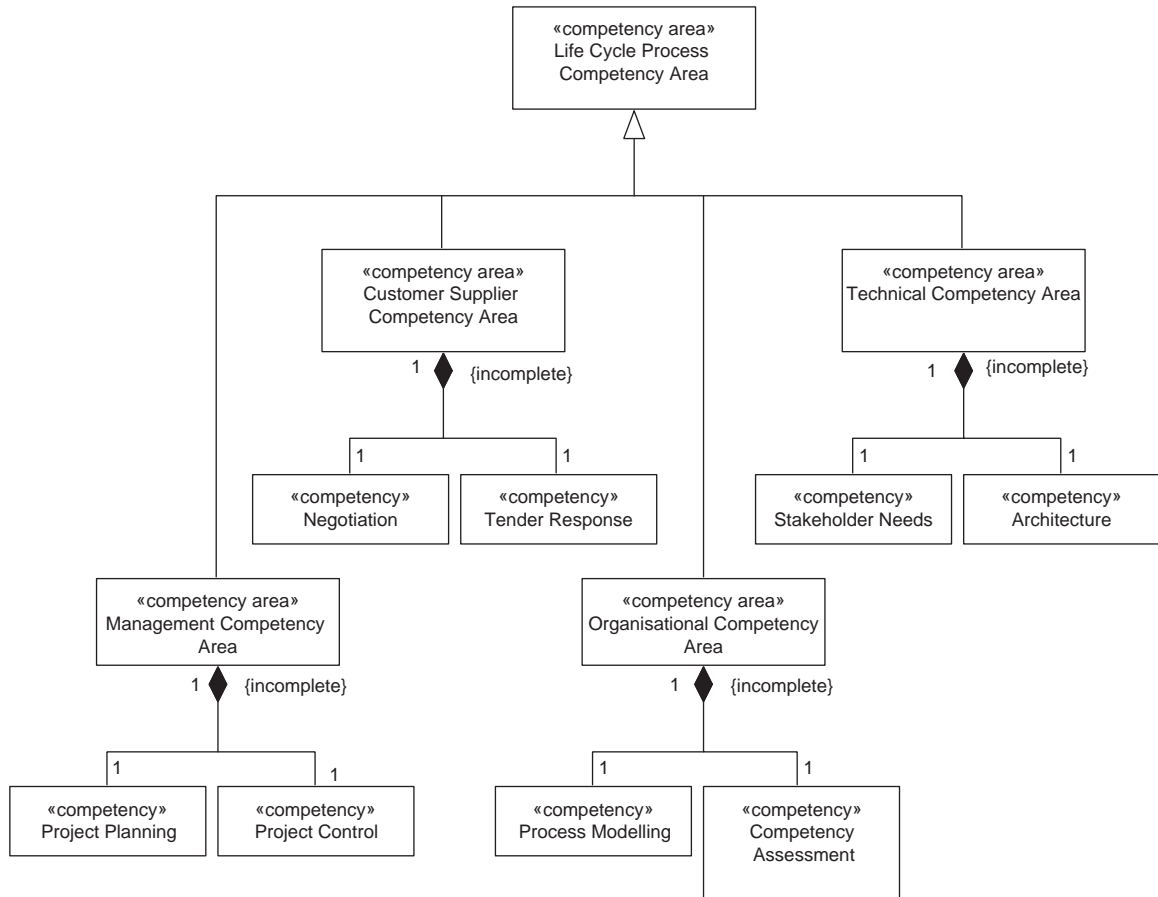 «competency area»
Life Cycle Process
Competency Area
«competency area»
Customer Supplier
Competency Area
«competency area»
Technical Competency Area
1
{incomplete}
1
{incomplete}
1
1
1
1
«competency»
Negotiation
«competency»
Tender Response
«competency»
Stakeholder Needs
«competency»
Architecture
«competency area»
Management Competency
Area
«competency area»
Organisational Competency
Area
1
{incomplete}
1
{incomplete}
1
1
1
1
«competency»
Project Planning
«competency»
Project Control
«competency»
Process Modelling
«competency»
Competency
Assessment